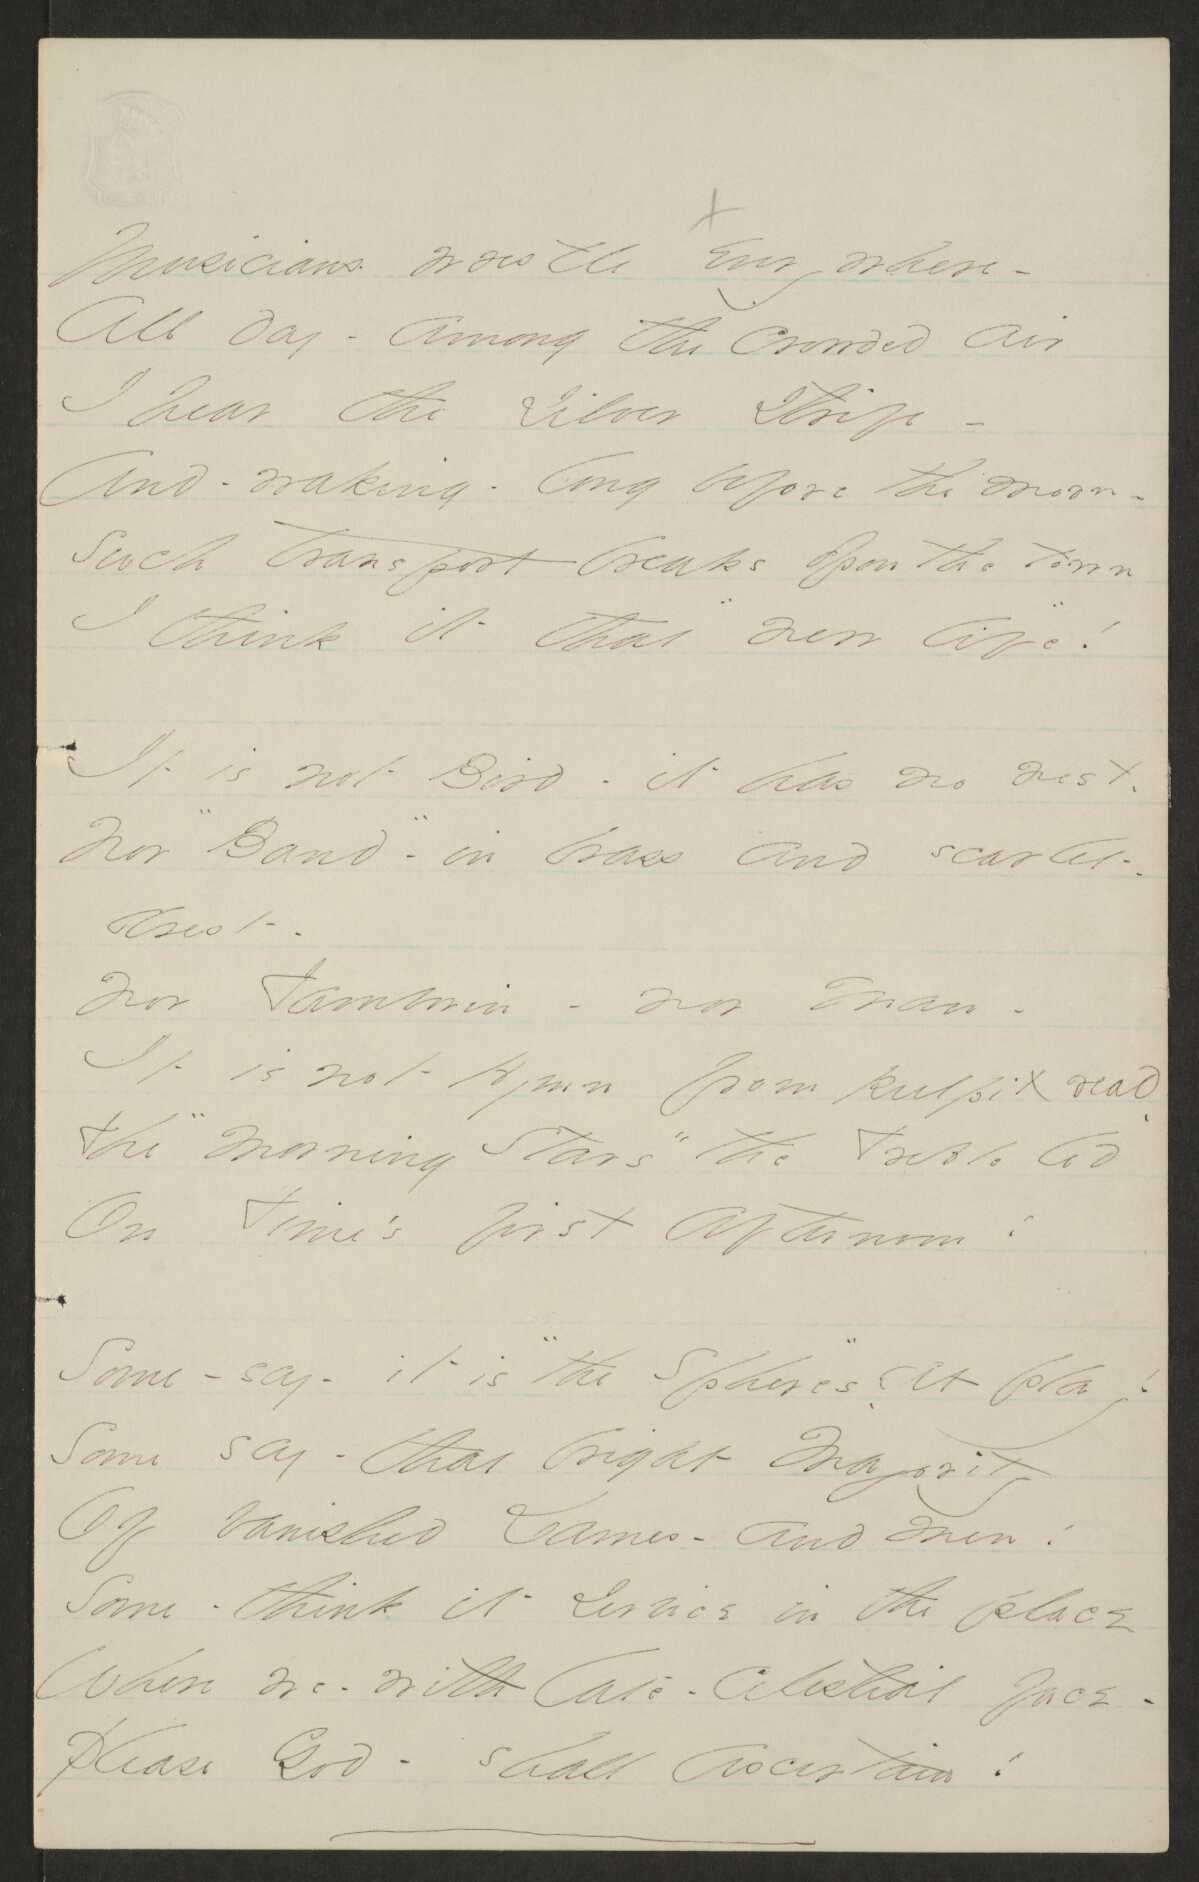 Musicians wrestle Everywhere -
All day - among the crowded air
I hear the silver strife -
And - waking - long before the morn -
Such transport breaks upon the town
I think it that "new life"!
It is not Bird - it has no nest -
Nor "Band" - in brass and scarlet -
drest -
Nor Tamborin - nor Man -
It is not Hymn from pulpit read -
The "Morning Stars" the Treble led
On Time's first afternoon!
Some - say - it is "the Spheres" - at play!
Some say - that bright Majority
Of vanished Dames - and Men!
Some - think it service in the place
Where we - with late - celestial face -
Please God - shall ascertain!